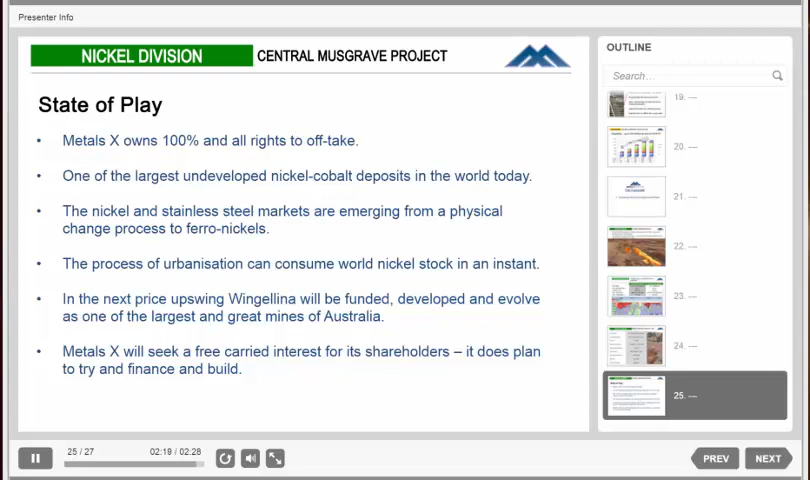 Presenter Info
NICKEL DIVISION CENTRAL MUSGRAVE PROJECT
State of Play
• Metals X owns 100% and all rights to off-take.
• One of the largest undeveloped nickel-cobalt deposits in the world today.
• The nickel and stainless steel markets are emerging from a physical
change process to ferro-nickels.
• The process of urbanisation can consume world nickel stock in an instant.
• In the next price upswing Wingellina will be funded, developed and evolve
as one of the largest and great mines of Australia.
• Metals X will seek a free carried interest for its shareholders – it does plan
to try and finance and build.
OUTLINE
Search...
19. ---
20. ---
21. ---
22. ---
23. ---
24. ---
25. ---
25 / 27
02:19 / 02:28
PREV
NEXT